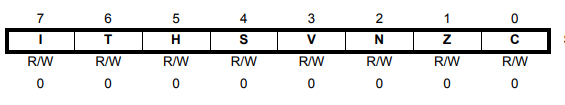 7 6 5 4 3 2 1 0
I T H S V N Z C
R/W R/W R/W R/W R/W R/W R/W R/W
0 0 0 0 0 0 0 0